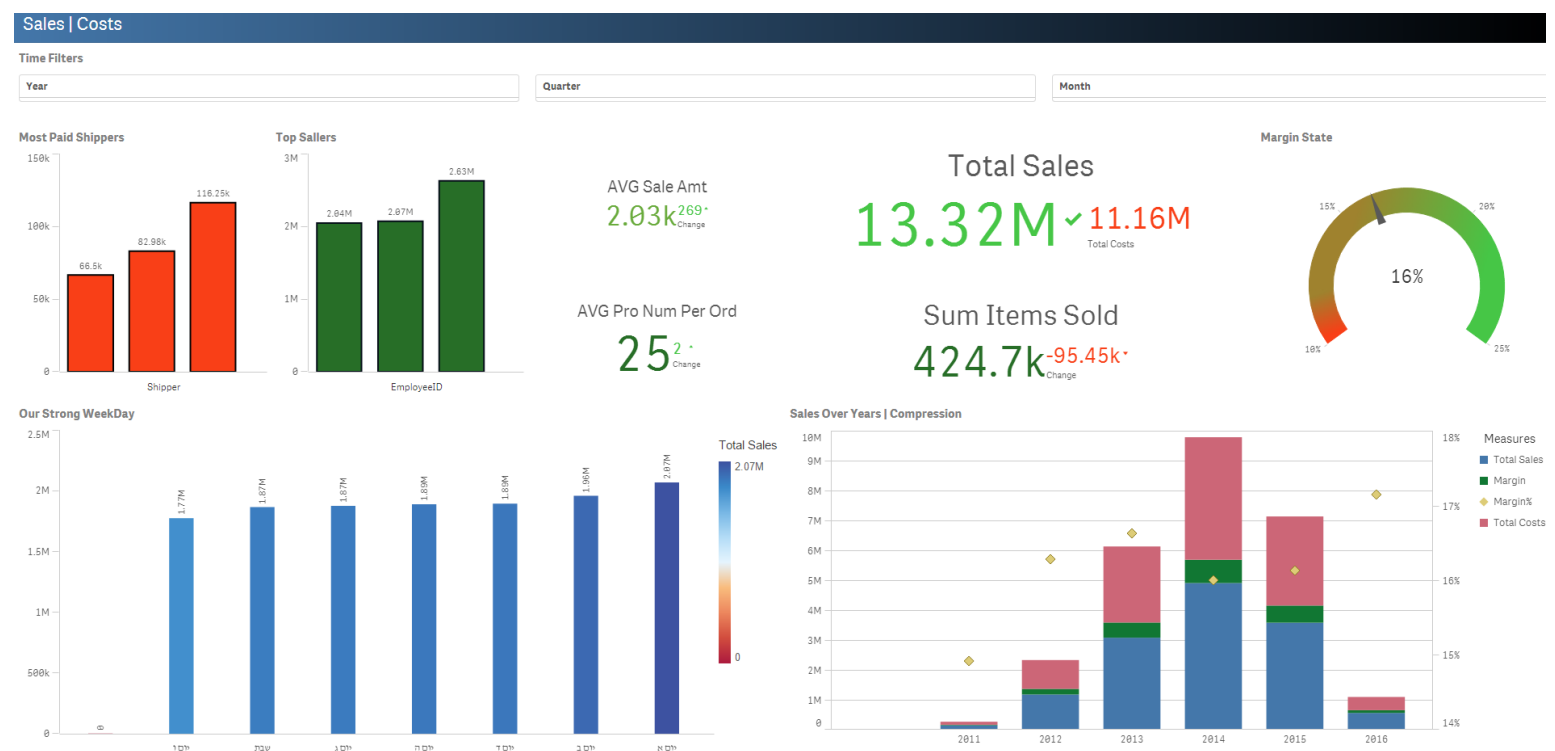 Sales | Costs
Time Filters
Year
Quarter
Month
Most Paid Shippers
150k
100k
50k
0
66.5k
82.98k
116.25k
Shipper
Top Sallers
3M
2M
1M
0
2.04M
2.07M
2.63M
EmployeeID
AVG Sale Amt
2.03k
269
Change
AVG Pro Num Per Ord
25
2
Change
Total Sales
13.32M
11.16M
Total Costs
Sum Items Sold
424.7k
-95.45k
Change
Margin State
15%
20%
16%
10%
25%
Our Strong WeekDay
2.5M
2M
1.5M
1M
500k
0
0
1.77M
1.87M
1.87M
1.89M
1.89M
1.96M
2.07M
יום ו
שבת
יום ג
יום ה
יום ד
יום ב
יום א
Total Sales
2.07M
0
Sales Over Years | Compression
10M
9M
8M
7M
6M
5M
4M
3M
2M
1M
0
18%
17%
16%
15%
14%
2011
2012
2013
2014
2015
2016
Measures
Total Sales
Margin
Margin%
Total Costs